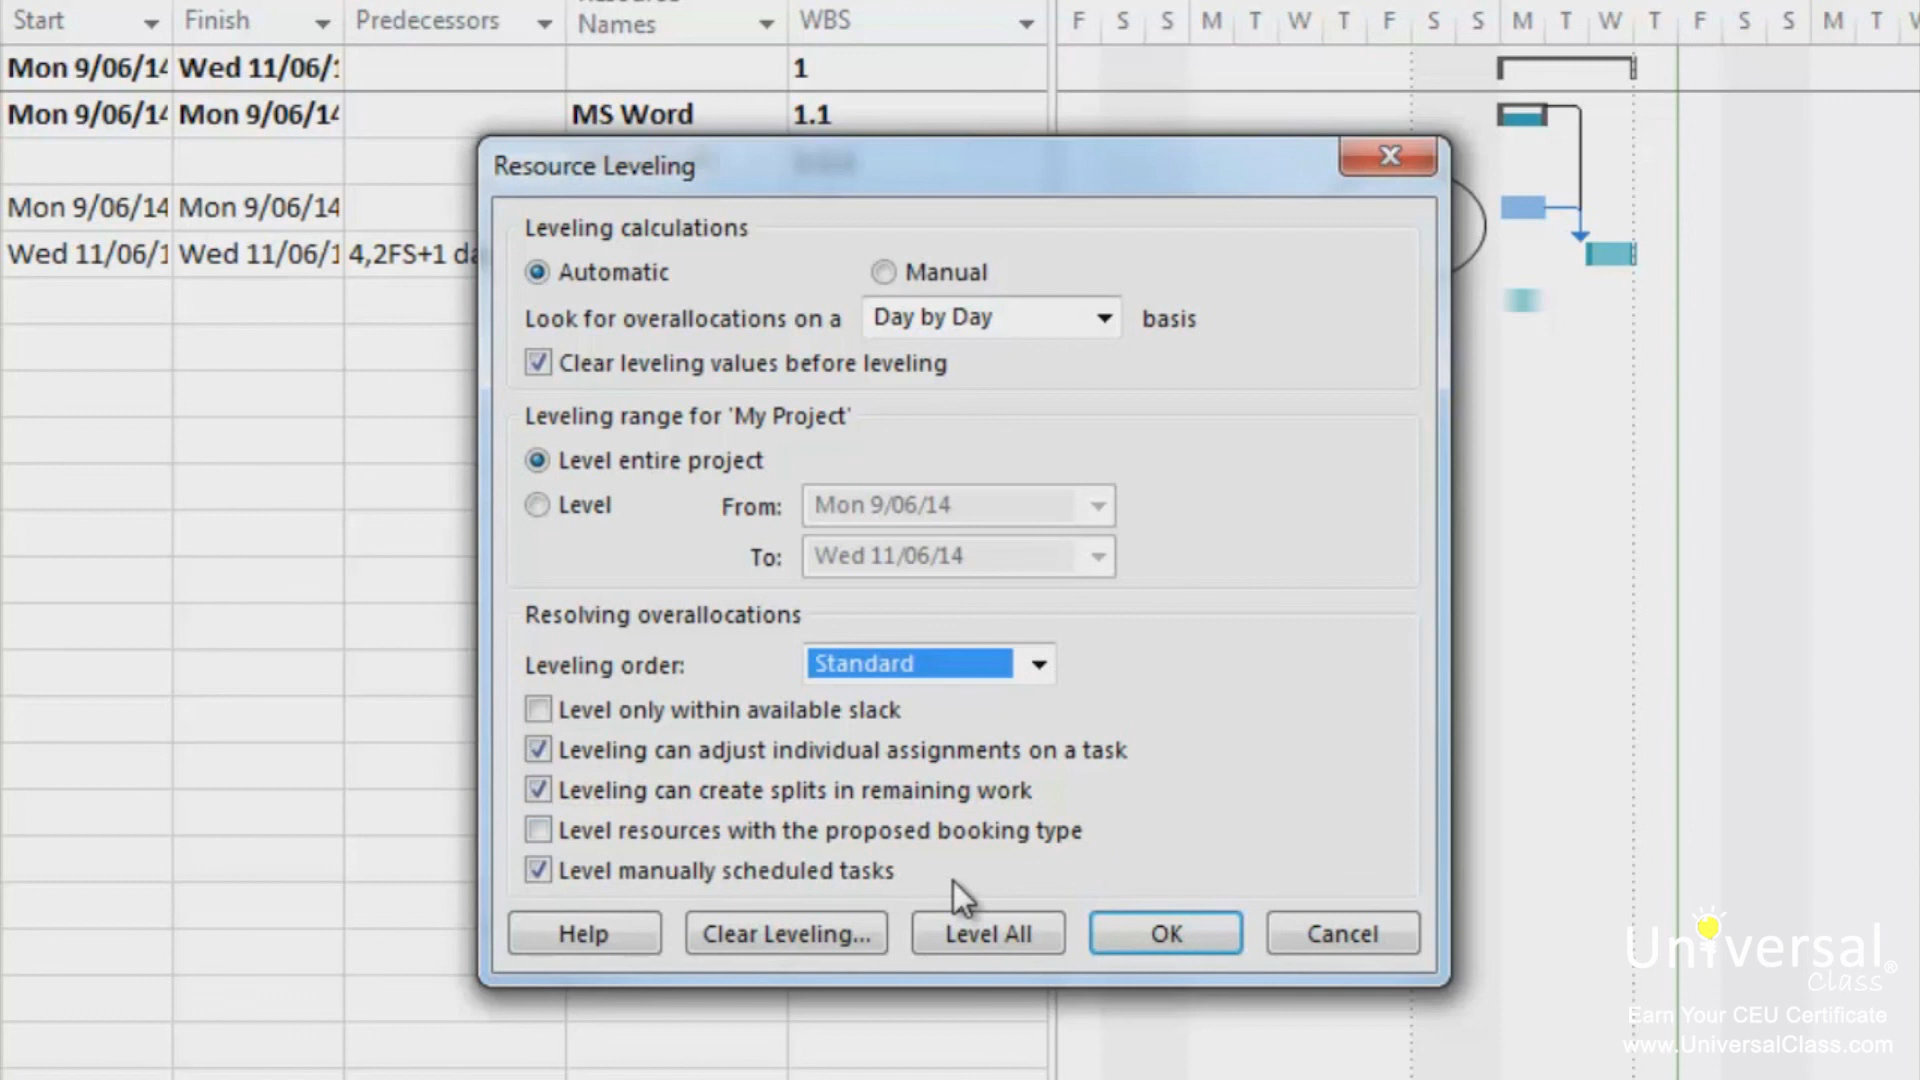 Start Finish Predecessors Names WBS F S S M T W T F S S M T W T F S S M T
Mon 9/06/14 Wed 11/06/1 1
Mon 9/06/14 Mon 9/06/14 MS Word 1.1
Mon 9/06/14 Mon 9/06/14
Wed 11/06/1 Wed 11/06/1 4,2FS+1 da
Resource Leveling
Leveling calculations
Automatic Manual
Look for overallocations on a Day by Day basis
Clear leveling values before leveling
Leveling range for 'My Project'
Level entire project
Level From: Mon 9/06/14
To: Wed 11/06/14
Resolving overallocations
Leveling order: Standard
Level only within available slack
Leveling can adjust individual assignments on a task
Leveling can create splits in remaining work
Level resources with the proposed booking type
Level manually scheduled tasks
Help Clear Leveling... Level All OK Cancel
Universal
Class®
Earn Your CEU Certificate
www.UniversalClass.com